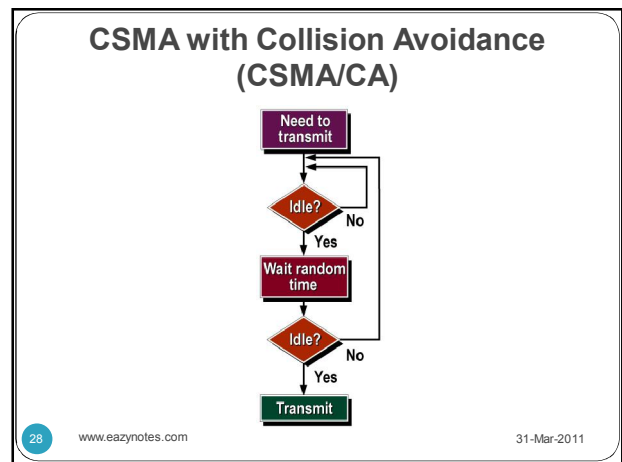 CSMA with Collision Avoidance
(CSMA/CA)
Need to
transmit
Idle?
No
Yes
Wait random
time
Idle?
No
Yes
Transmit
28
www.eazynotes.com
31-Mar-2011